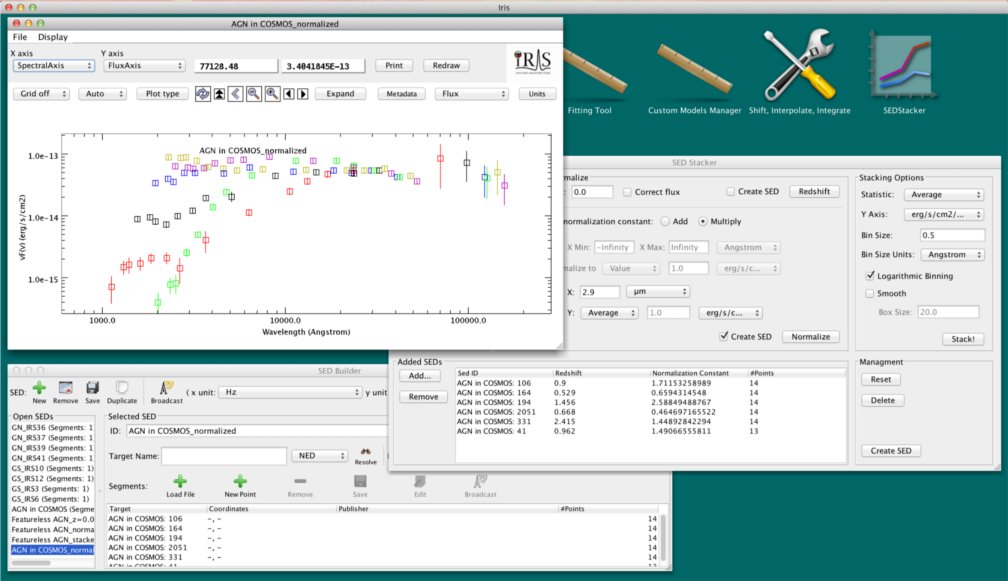 Iris
AGN in COSMOS_normalized
File Display
X axis Y axis
SpectralAxis FluxAxis 77128.48 3.4041845E-13 Print Redraw
IRIS
Grid off Auto Plot type Expand Metadata Flux Units
AGN in COSMOS_normalized
1.0e-13
1.0e-14
1.0e-15
vF(v) (erg/s/cm2)
1000.0 10000.0 100000.0
Wavelength (Angstrom)
Fitting Tool Custom Models Manager Shift, Interpolate, Integrate SEDStacker
SED Stacker
malize
: 0.0 Correct flux Create SED Redshift
normalization constant: Add Multiply
X Min: -Infinity X Max: Infinity Angstrom
malize to Value 1.0 erg/s/c...
X: 2.9 μm
Y: Average 1.0 erg/s/c...
Create SED Normalize
Stacking Options
Statistic: Average
Y Axis: erg/s/cm2/...
Bin Size: 0.5
Bin Size Units: Angstrom
Logarithmic Binning
Smooth
Box Size: 20.0
Stack!
Added SEDs
Add...
Remove
Sed ID Redshift Normalization Constant #Points
AGN in COSMOS: 106 0.9 1.71153258989 14
AGN in COSMOS: 164 0.529 0.6594314548 14
AGN in COSMOS: 194 1.456 2.58849488767 14
AGN in COSMOS: 2051 0.668 0.464697165522 14
AGN in COSMOS: 331 2.415 1.44892842294 14
AGN in COSMOS: 41 0.962 1.49066555811 13
Managment
Reset
Delete
Create SED
SED Builder
SED: New Remove Save Duplicate Broadcast ( x unit: Hz y unit
Open SEDs
GN_IRS36 (Segments: 1)
GN_IRS37 (Segments: 1)
GN_IRS39 (Segments: 1)
GN_IRS41 (Segments: 1)
GS_IRS10 (Segments: 1)
GS_IRS12 (Segments: 1)
GS_IRS3 (Segments: 1)
GS_IRS6 (Segments: 1)
AGN in COSMOS (Segme
Featureless AGN_z=0.0
Featureless AGN_norma
Featureless AGN_stacke
AGN in COSMOS_normal
Selected SED
ID: AGN in COSMOS_normalized
Target Name: NED Resolve
Segments: Load File New Point Remove Save Edit Broadcast
Target Coordinates Publisher #Points
AGN in COSMOS: 106 -, - 14
AGN in COSMOS: 164 -, - 14
AGN in COSMOS: 194 -, - 14
AGN in COSMOS: 2051 -, - 14
AGN in COSMOS: 331 -, - 14
AGN in COSMOS: 41 -, - 13